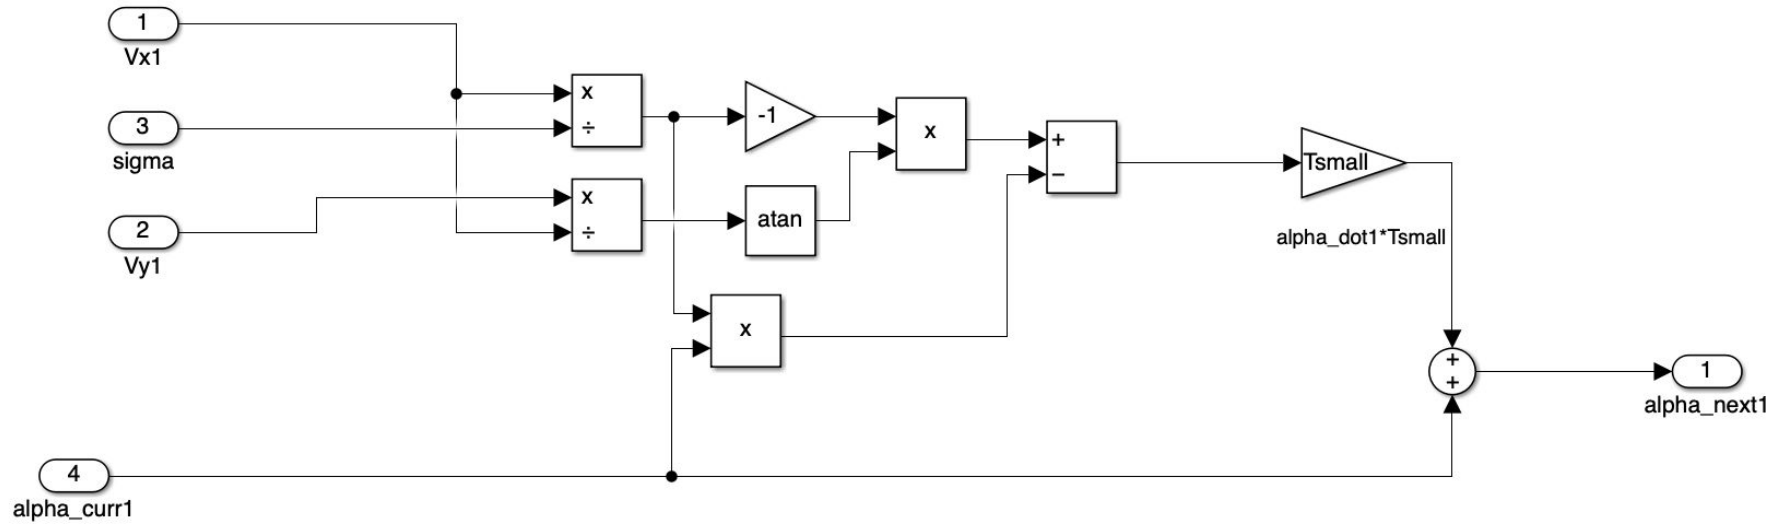 1
Vx1
3
sigma
2
Vy1
x
÷
x
÷
-1
atan
x
x
+
−
Tsmall
alpha_dot1*Tsmall
+
+
1
alpha_next1
4
alpha_curr1